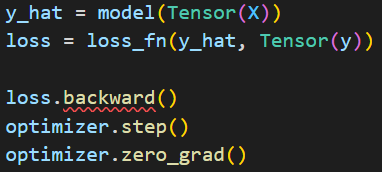 y_hat = model(Tensor(X))
loss = loss_fn(y_hat, Tensor(y))
loss.backward()
optimizer.step()
optimizer.zero_grad()